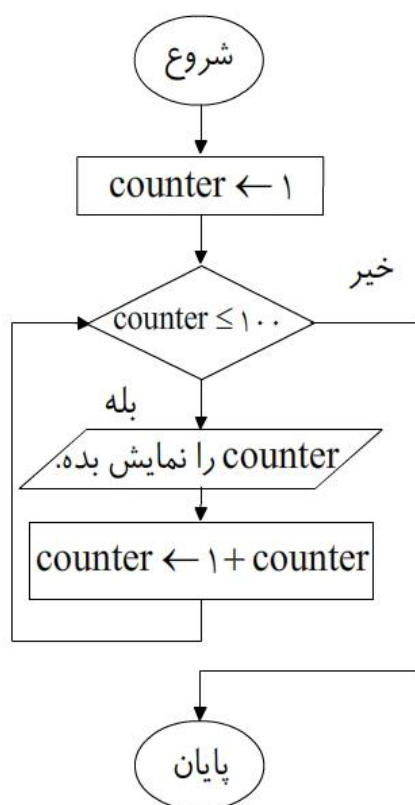 شروع
counter ← ۱
خیر
counter ≤ ۱۰۰
بله
counter را نمایش بده.
counter ← ۱ + counter
پایان